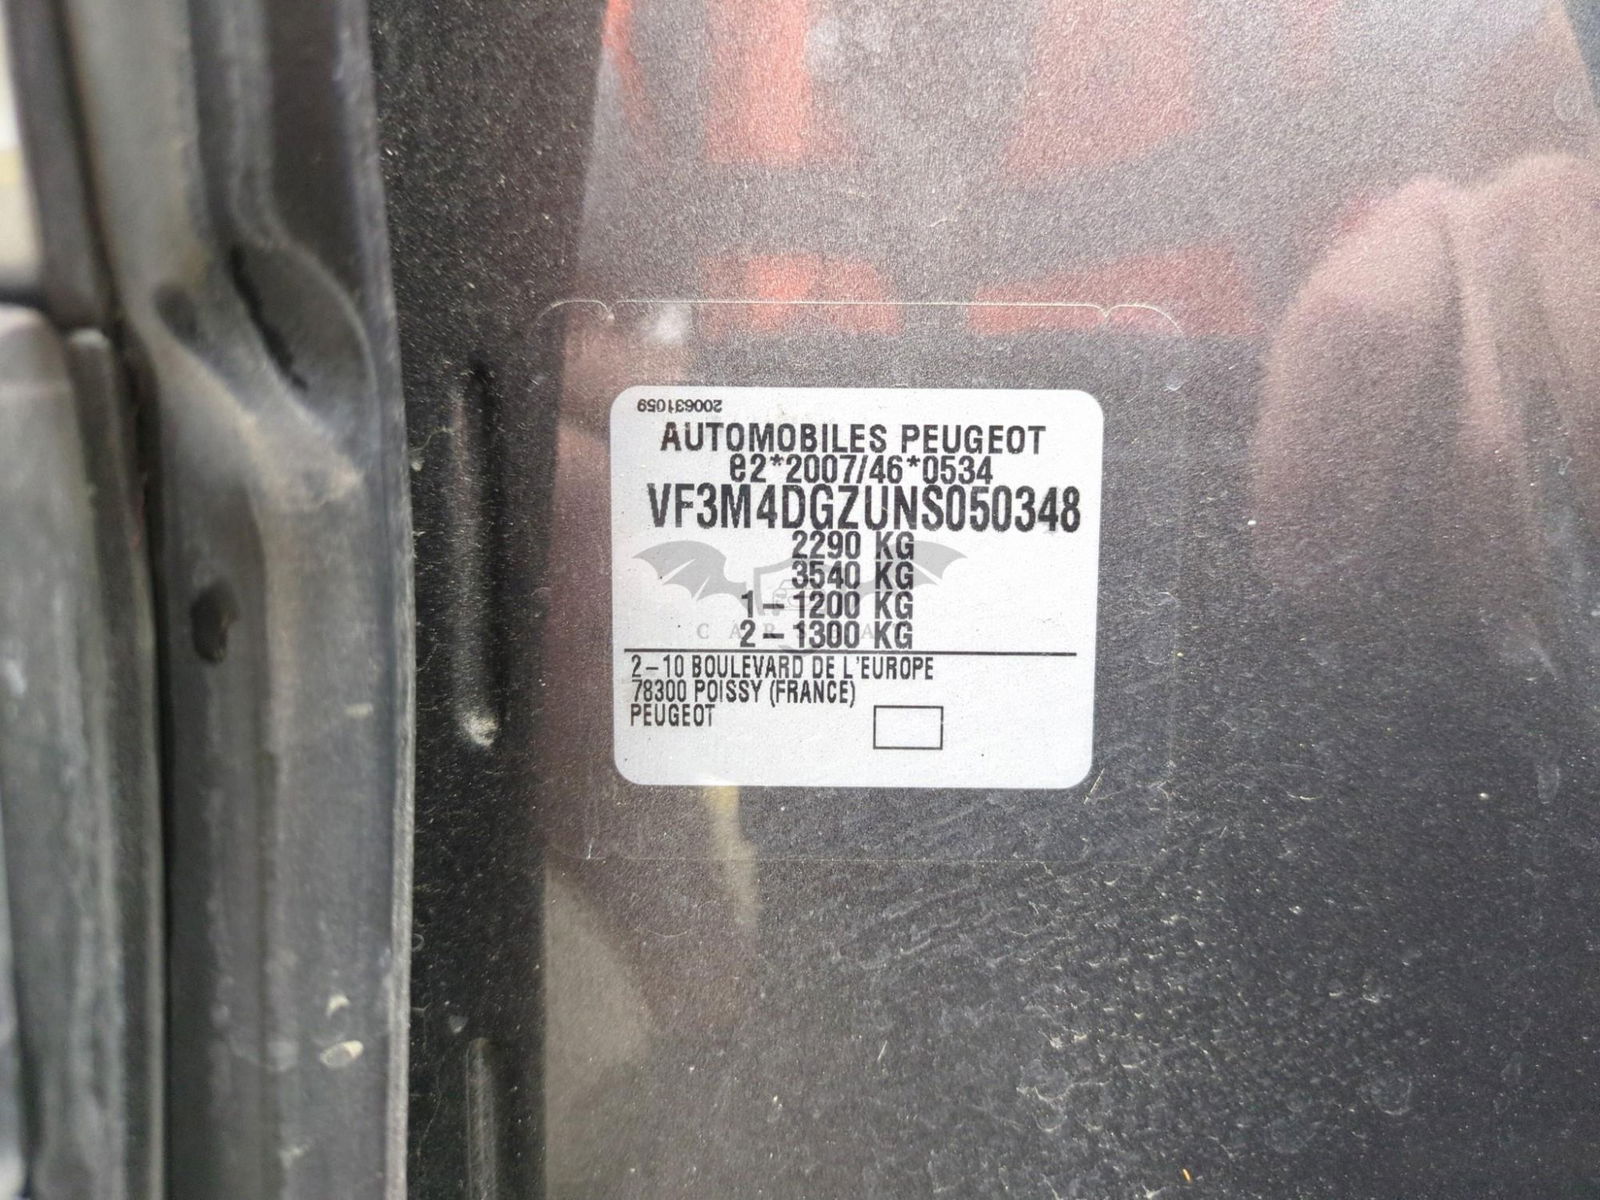 200631059
AUTOMOBILES PEUGEOT
e2*2007/46*0534
VF3M4DGZUNS050348
2290 KG
3540 KG
1-1200 KG
2-1300 KG
2-10 BOULEVARD DE L'EUROPE
78300 POISSY (FRANCE)
PEUGEOT